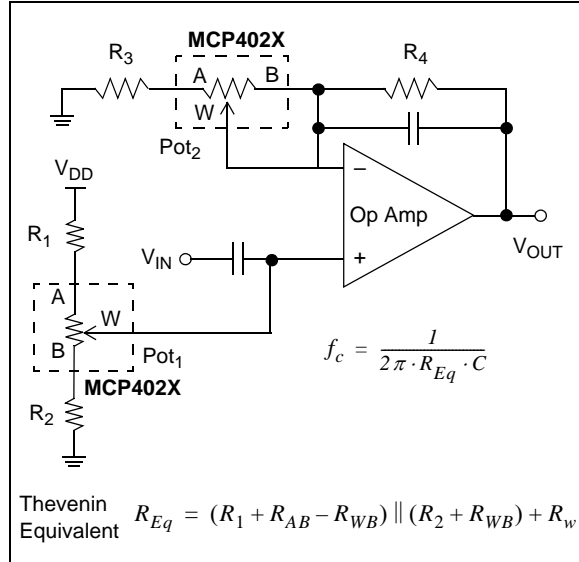 MCP402X
R3
A
B
R4
W
Pot2
VDD
−
Op Amp
+
VOUT
R1
VIN
A
W
B
Pot1
MCP402X
fc = 1 / (2π · REq · C)
R2
Thevenin
Equivalent
REq = (R1 + RAB – RWB) || (R2 + RWB) + Rw